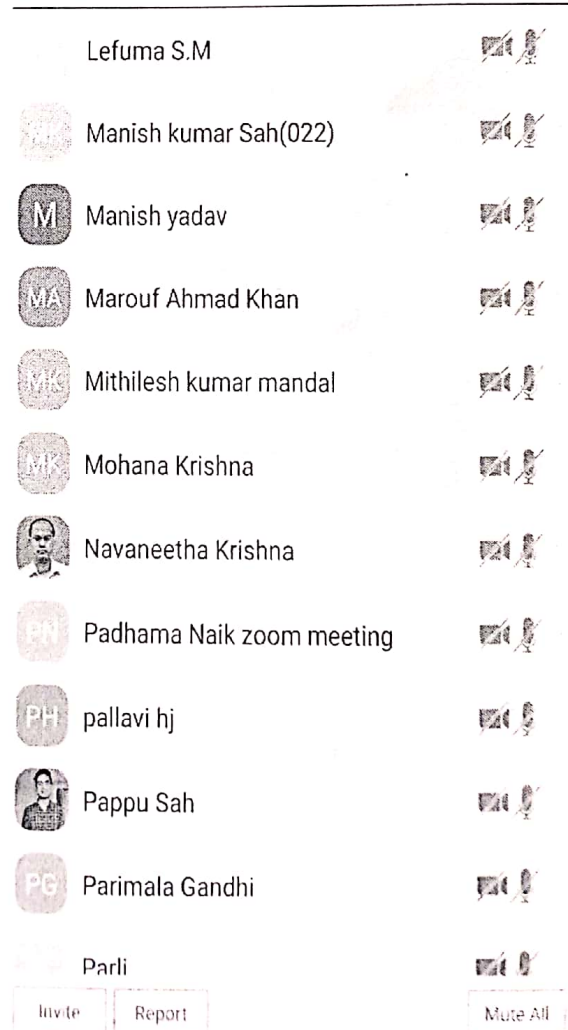 Lefuma S.M
Manish kumar Sah(022)
M Manish yadav
MA Marouf Ahmad Khan
MK Mithilesh kumar mandal
MK Mohana Krishna
Navaneetha Krishna
PN Padhama Naik zoom meeting
PH pallavi hj
Pappu Sah
PG Parimala Gandhi
Parli
Invite Report Mute All